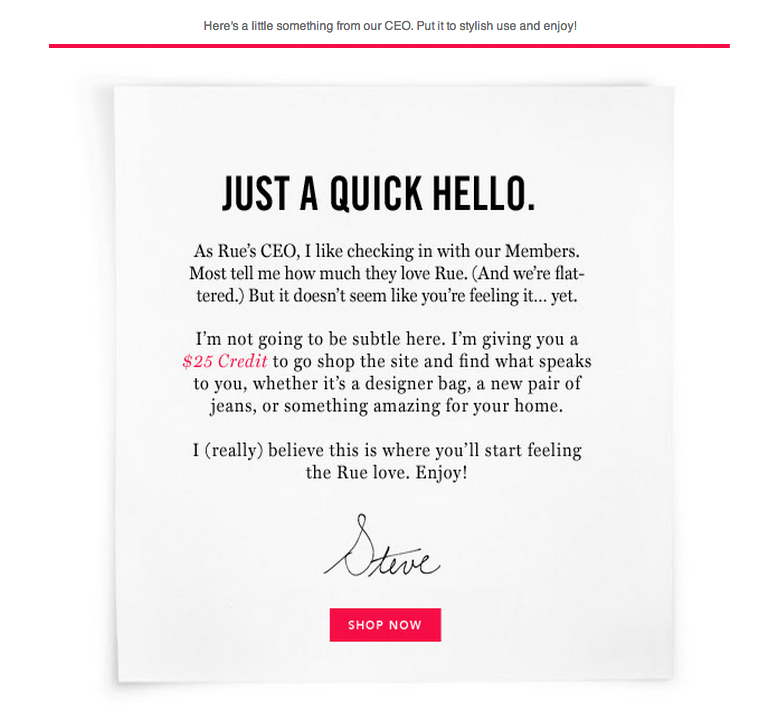 Here's a little something from our CEO. Put it to stylish use and enjoy!
JUST A QUICK HELLO.
As Rue's CEO, I like checking in with our Members.
Most tell me how much they love Rue. (And we're flat-
tered.) But it doesn't seem like you're feeling it... yet.
I'm not going to be subtle here. I'm giving you a
$25 Credit to go shop the site and find what speaks
to you, whether it's a designer bag, a new pair of
jeans, or something amazing for your home.
I (really) believe this is where you'll start feeling
the Rue love. Enjoy!
Steve
SHOP NOW